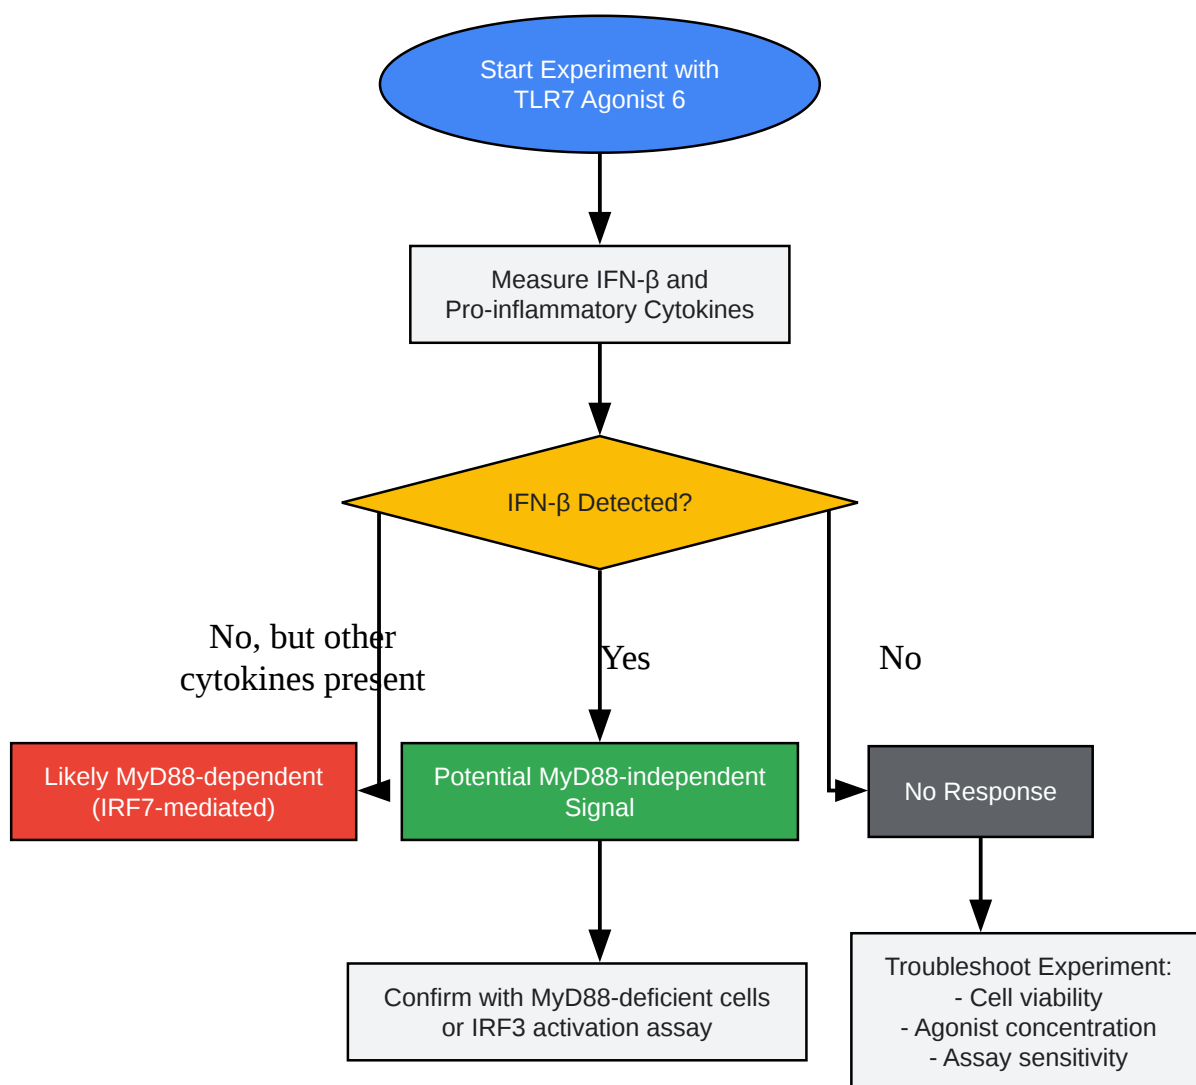 Start Experiment with
TLR7 Agonist 6
Measure IFN-β and
Pro-inflammatory Cytokines
IFN-β Detected?
No, but other
cytokines present
Yes
No
Likely MyD88-dependent
(IRF7-mediated)
Potential MyD88-independent
Signal
No Response
Confirm with MyD88-deficient cells
or IRF3 activation assay
Troubleshoot Experiment:
- Cell viability
- Agonist concentration
- Assay sensitivity